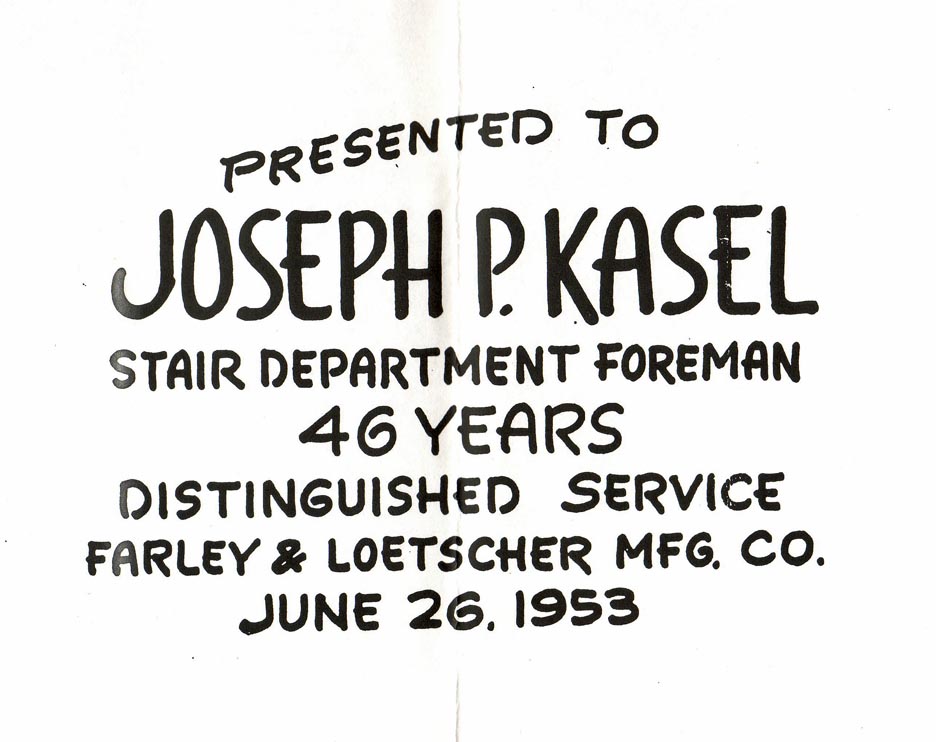 PRESENTED TO
JOSEPH P. KASEL
STAIR DEPARTMENT FOREMAN
46 YEARS
DISTINGUISHED SERVICE
FARLEY & LOETSCHER MFG. CO.
JUNE 26, 1953